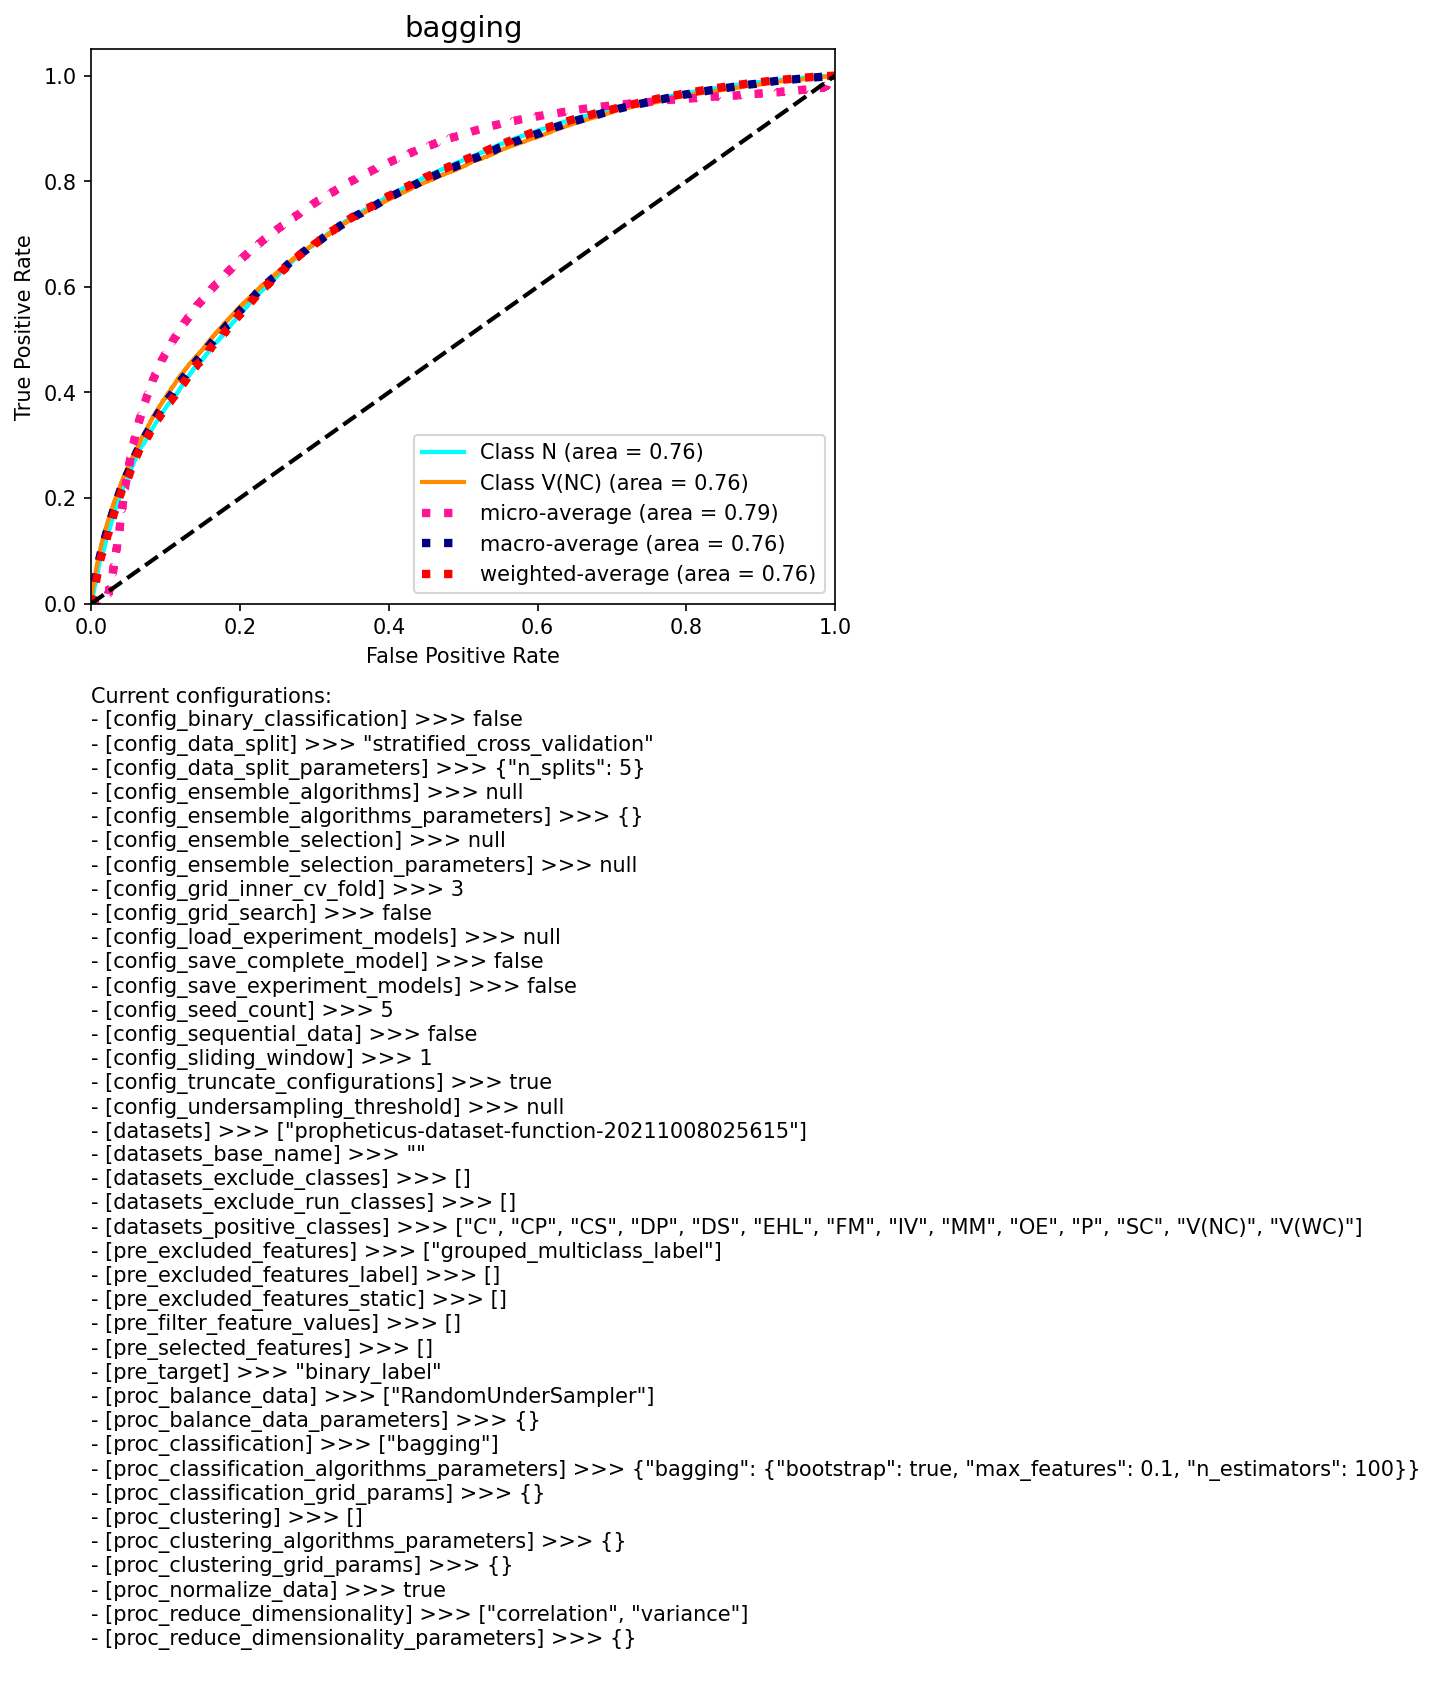 bagging
1.0
0.8
0.6
0.4
0.2
0.0
True Positive Rate
0.0 0.2 0.4 0.6 0.8 1.0
False Positive Rate
Class N (area = 0.76)
Class V(NC) (area = 0.76)
micro-average (area = 0.79)
macro-average (area = 0.76)
weighted-average (area = 0.76)
Current configurations:
- [config_binary_classification] >>> false
- [config_data_split] >>> "stratified_cross_validation"
- [config_data_split_parameters] >>> {"n_splits": 5}
- [config_ensemble_algorithms] >>> null
- [config_ensemble_algorithms_parameters] >>> {}
- [config_ensemble_selection] >>> null
- [config_ensemble_selection_parameters] >>> null
- [config_grid_inner_cv_fold] >>> 3
- [config_grid_search] >>> false
- [config_load_experiment_models] >>> null
- [config_save_complete_model] >>> false
- [config_save_experiment_models] >>> false
- [config_seed_count] >>> 5
- [config_sequential_data] >>> false
- [config_sliding_window] >>> 1
- [config_truncate_configurations] >>> true
- [config_undersampling_threshold] >>> null
- [datasets] >>> ["propheticus-dataset-function-20211008025615"]
- [datasets_base_name] >>> ""
- [datasets_exclude_classes] >>> []
- [datasets_exclude_run_classes] >>> []
- [datasets_positive_classes] >>> ["C", "CP", "CS", "DP", "DS", "EHL", "FM", "IV", "MM", "OE", "P", "SC", "V(NC)", "V(WC)"]
- [pre_excluded_features] >>> ["grouped_multiclass_label"]
- [pre_excluded_features_label] >>> []
- [pre_excluded_features_static] >>> []
- [pre_filter_feature_values] >>> []
- [pre_selected_features] >>> []
- [pre_target] >>> "binary_label"
- [proc_balance_data] >>> ["RandomUnderSampler"]
- [proc_balance_data_parameters] >>> {}
- [proc_classification] >>> ["bagging"]
- [proc_classification_algorithms_parameters] >>> {"bagging": {"bootstrap": true, "max_features": 0.1, "n_estimators": 100}}
- [proc_classification_grid_params] >>> {}
- [proc_clustering] >>> []
- [proc_clustering_algorithms_parameters] >>> {}
- [proc_clustering_grid_params] >>> {}
- [proc_normalize_data] >>> true
- [proc_reduce_dimensionality] >>> ["correlation", "variance"]
- [proc_reduce_dimensionality_parameters] >>> {}